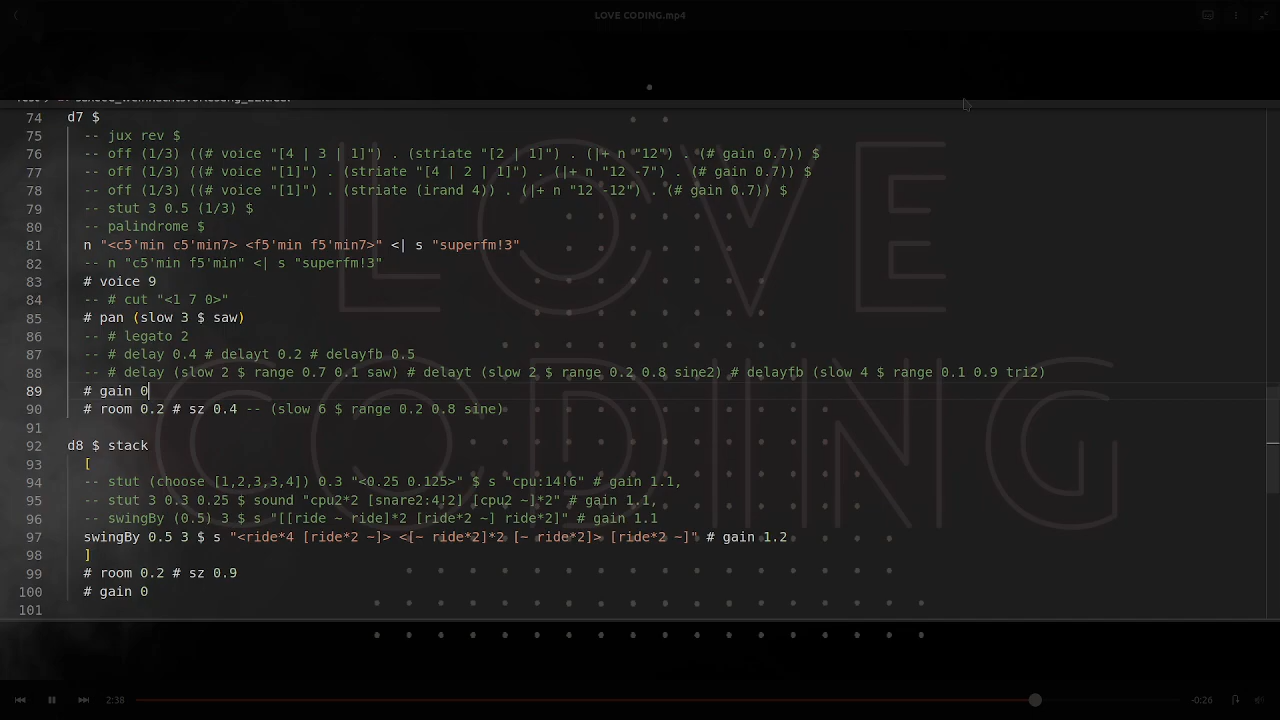 LOVE CODING.mp4
74 d7 $
75 -- jux rev $
76 -- off (1/3) ((# voice "[4 | 3 | 1]") . (striate "[2 | 1]") . (|+ n "12") . (# gain 0.7)) $
77 -- off (1/3) ((# voice "[1]") . (striate "[4 | 2 | 1]") . (|+ n "12 -7") . (# gain 0.7)) $
78 -- off (1/3) ((# voice "[1]") . (striate (irand 4)) . (|+ n "12 -12") . (# gain 0.7)) $
79 -- stut 3 0.5 (1/3) $
80 -- palindrome $
81 n "<c5'min c5'min7> <f5'min f5'min7>" <| s "superfm!3"
82 -- n "c5'min f5'min" <| s "superfm!3"
83 # voice 9
84 -- # cut "<1 7 0>"
85 # pan (slow 3 $ saw)
86 -- # legato 2
87 -- # delay 0.4 # delayt 0.2 # delayfb 0.5
88 -- # delay (slow 2 $ range 0.7 0.1 saw) # delayt (slow 2 $ range 0.2 0.8 sine2) # delayfb (slow 4 $ range 0.1 0.9 tri2)
89 # gain 0
90 # room 0.2 # sz 0.4 -- (slow 6 $ range 0.2 0.8 sine)
91
92 d8 $ stack
93 [
94 -- stut (choose [1,2,3,3,4]) 0.3 "<0.25 0.125>" $ s "cpu:14!6" # gain 1.1,
95 -- stut 3 0.3 0.25 $ sound "cpu2*2 [snare2:4!2] [cpu2 ~]*2" # gain 1.1,
96 -- swingBy (0.5) 3 $ s "[[ride ~ ride]*2 [ride*2 ~] ride*2]" # gain 1.1
97 swingBy 0.5 3 $ s "<ride*4 [ride*2 ~]> <[~ ride*2]*2 [~ ride*2]> [ride*2 ~]" # gain 1.2
98 ]
99 # room 0.2 # sz 0.9
100 # gain 0
101
LOVE
CODING
2:38
-0:26